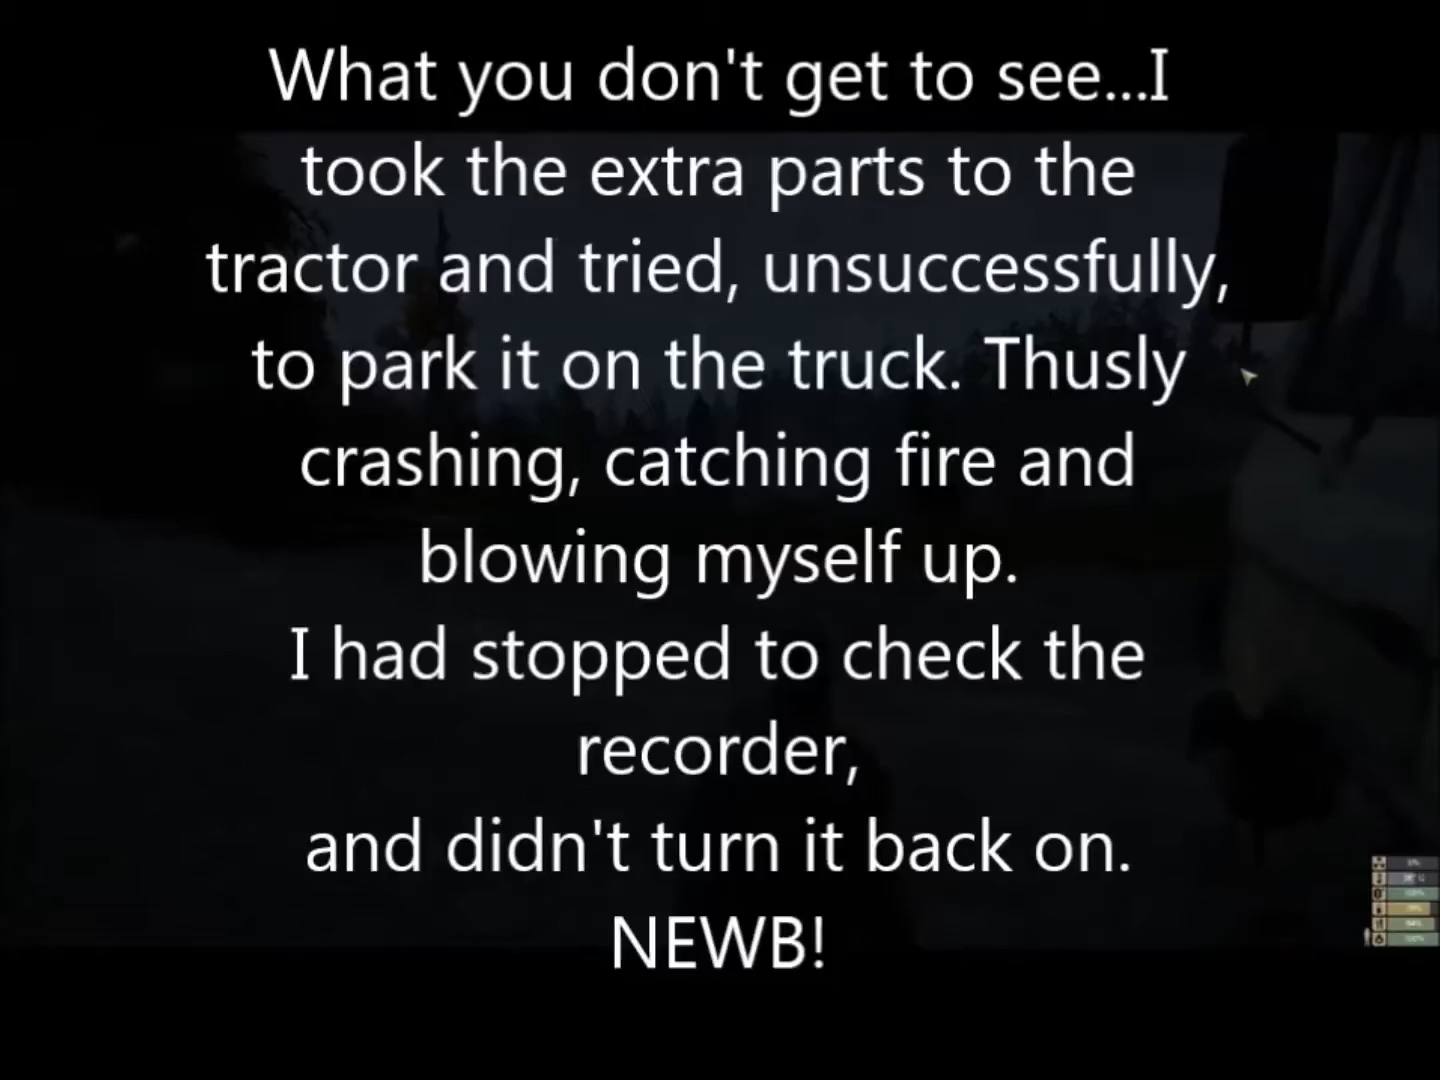 What you don't get to see...I
took the extra parts to the
tractor and tried, unsuccessfully,
to park it on the truck. Thusly
crashing, catching fire and
blowing myself up.
I had stopped to check the
recorder,
and didn't turn it back on.
NEWB!